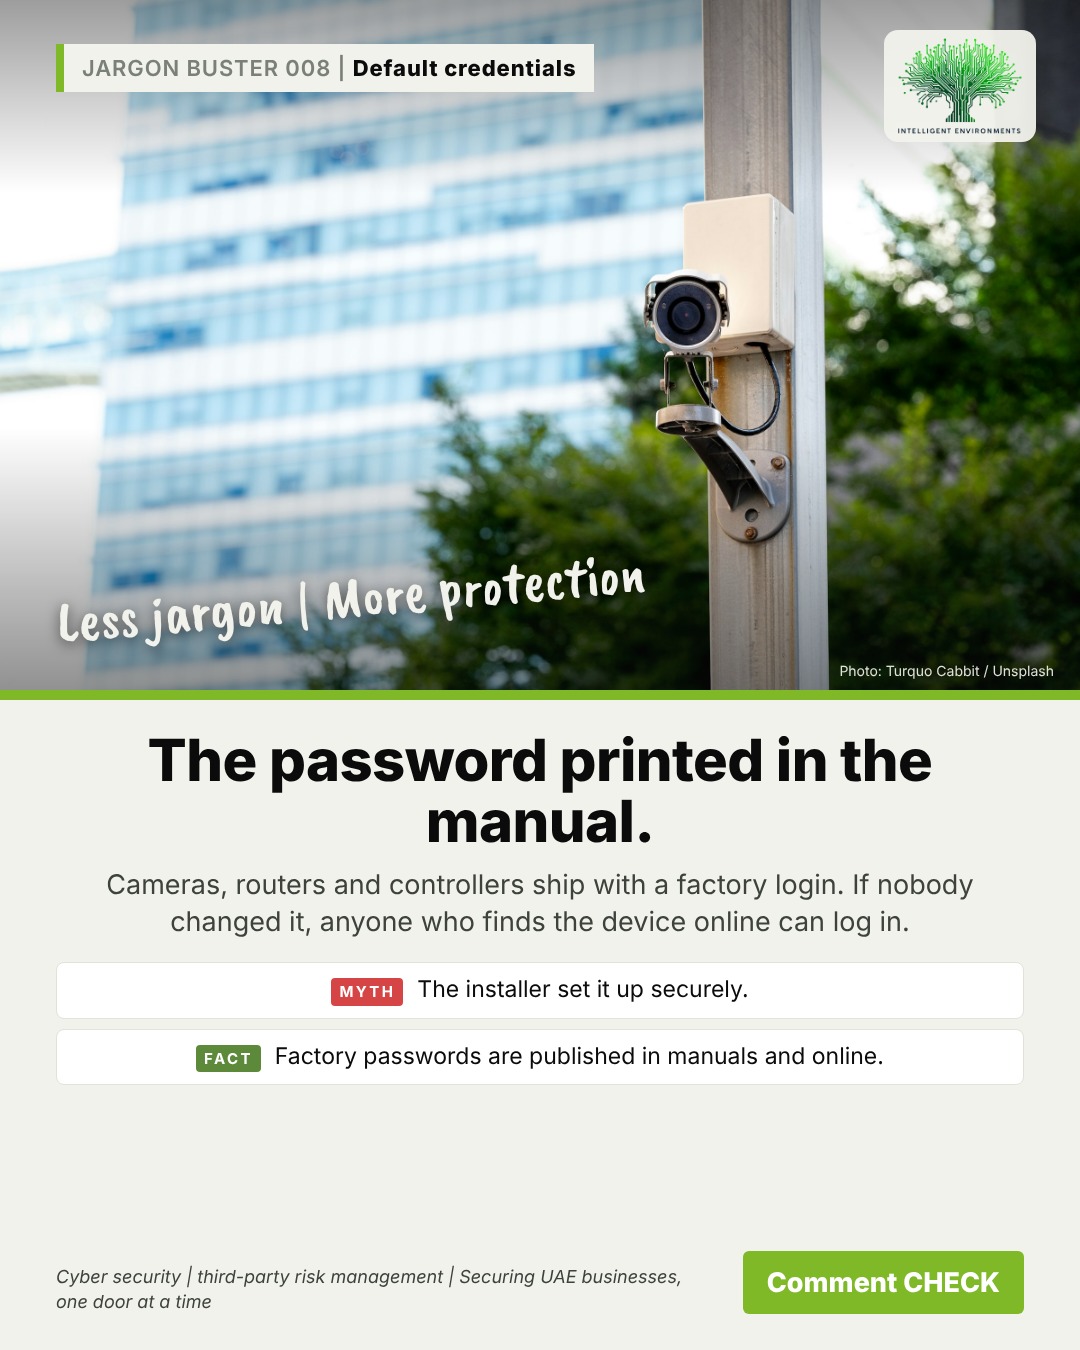 JARGON BUSTER 008 | Default credentials
INTELLIGENT ENVIRONMENTS
Less jargon | More protection
Photo: Turquo Cabbit / Unsplash
The password printed in the
manual.
Cameras, routers and controllers ship with a factory login. If nobody
changed it, anyone who finds the device online can log in.
MYTH The installer set it up securely.
FACT Factory passwords are published in manuals and online.
Cyber security | third-party risk management | Securing UAE businesses,
one door at a time
Comment CHECK